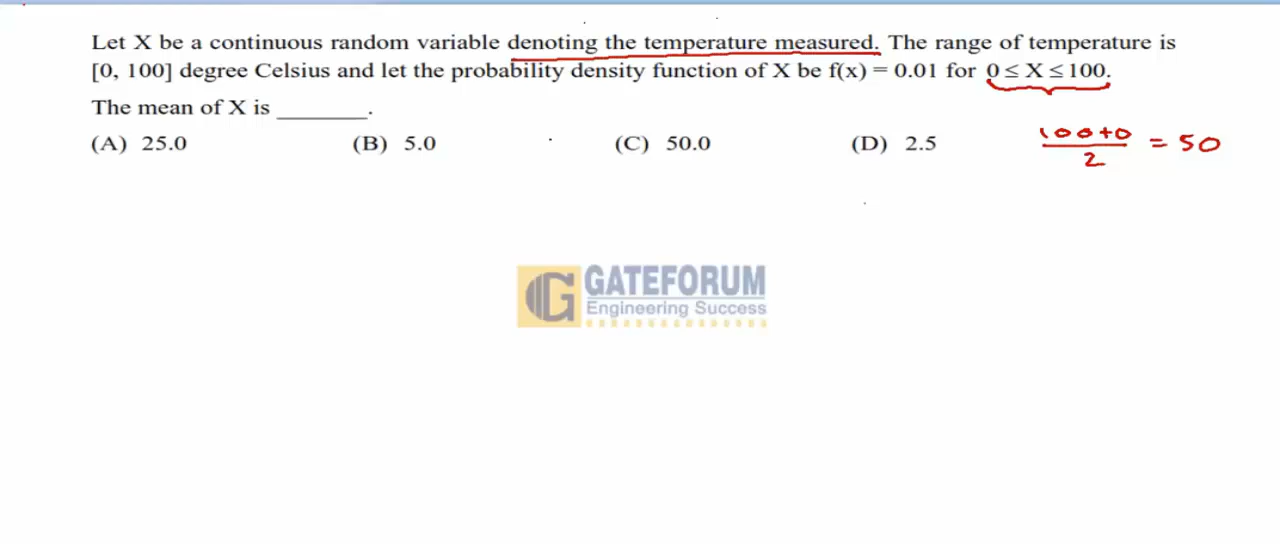 Let X be a continuous random variable denoting the temperature measured. The range of temperature is
[0, 100] degree Celsius and let the probability density function of X be f(x) = 0.01 for 0 ≤ X ≤ 100.
The mean of X is ________.
(A) 25.0 (B) 5.0 (C) 50.0 (D) 2.5
100+0
2
= 50
GATEFORUM
Engineering Success